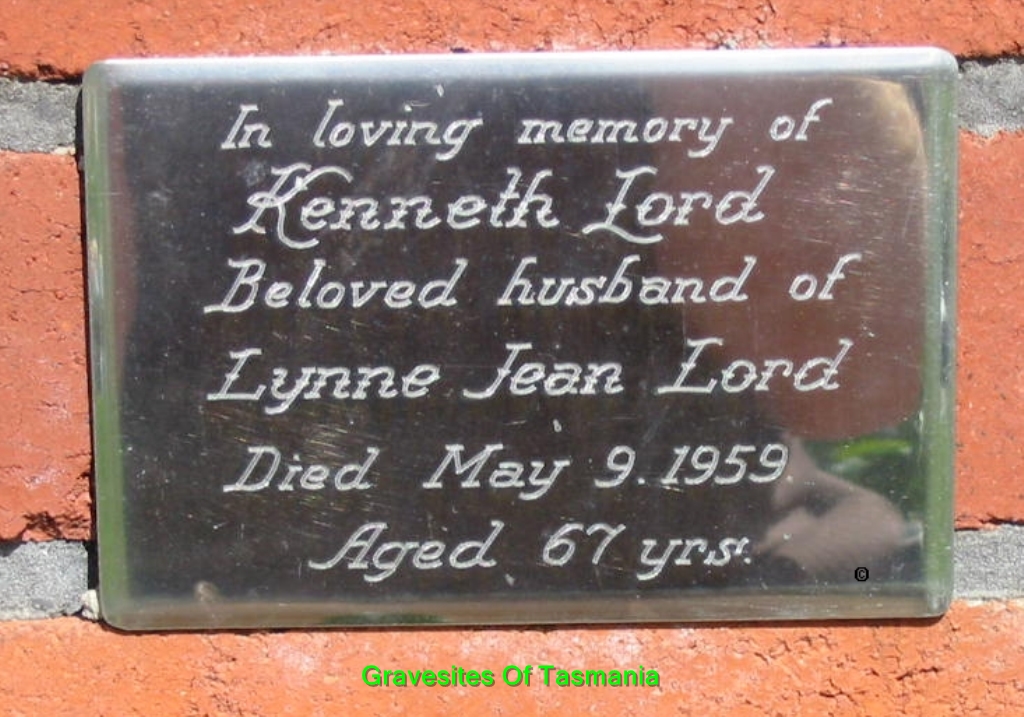 In loving memory of
Kenneth Lord
Beloved husband of
Lynne Jean Lord
Died May 9.1959.
Aged 67 yrs.
©
Gravesites Of Tasmania